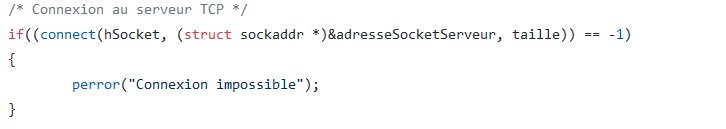 /* Connexion au serveur TCP */
if((connect(hSocket, (struct sockaddr *)&adresseSocketServeur, taille)) == -1)
{
        perror("Connexion impossible");
}